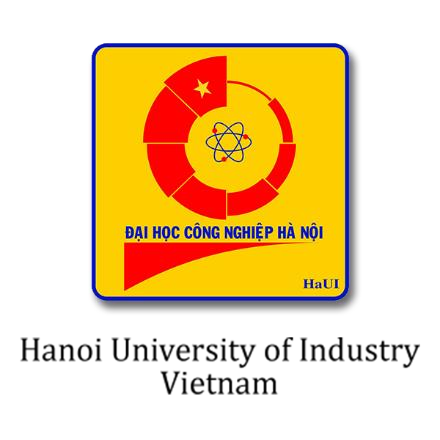 ĐẠI HỌC CÔNG NGHIỆP HÀ NỘI
HaUI
Hanoi University of Industry
Vietnam